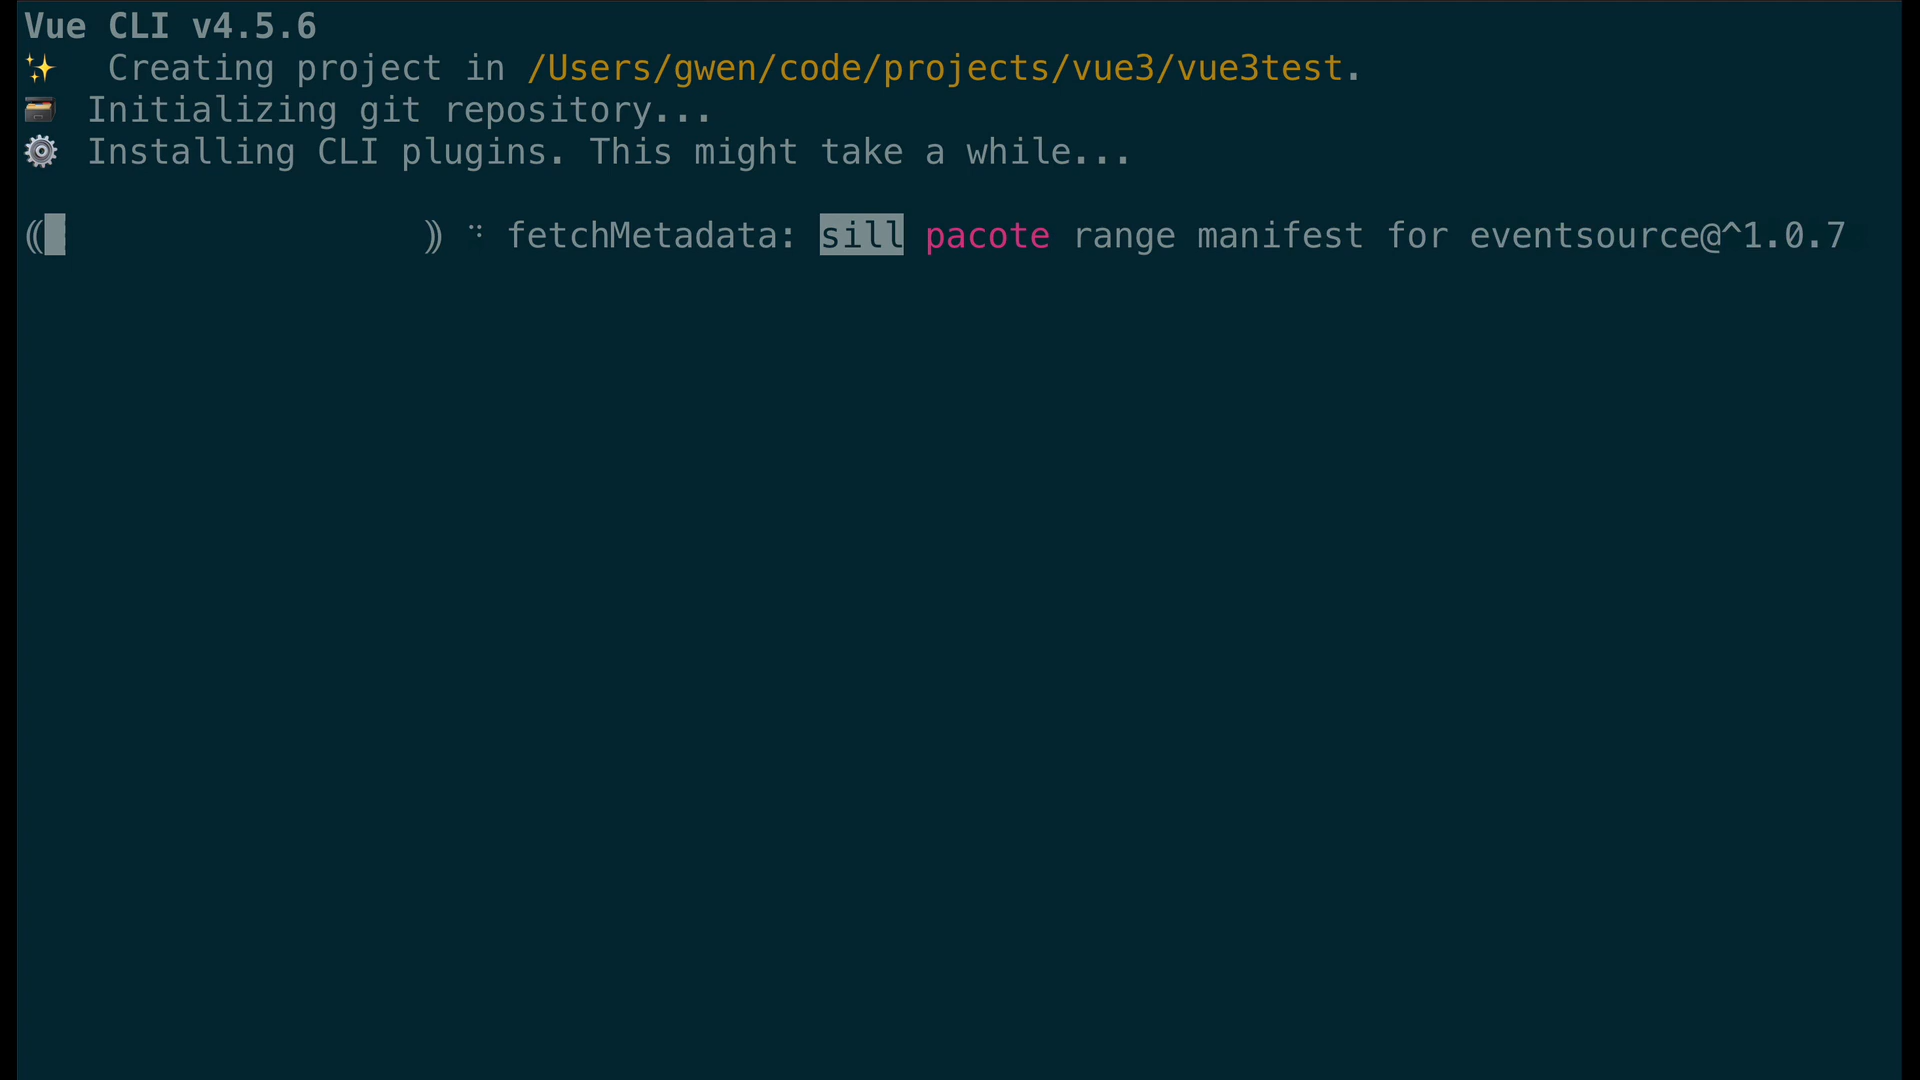 Vue CLI v4.5.6
✨ Creating project in /Users/gwen/code/projects/vue3/vue3test.
🗃 Initializing git repository...
⚙ Installing CLI plugins. This might take a while...
⸨█                 ⸩ ⠙ fetchMetadata: sill pacote range manifest for eventsource@^1.0.7